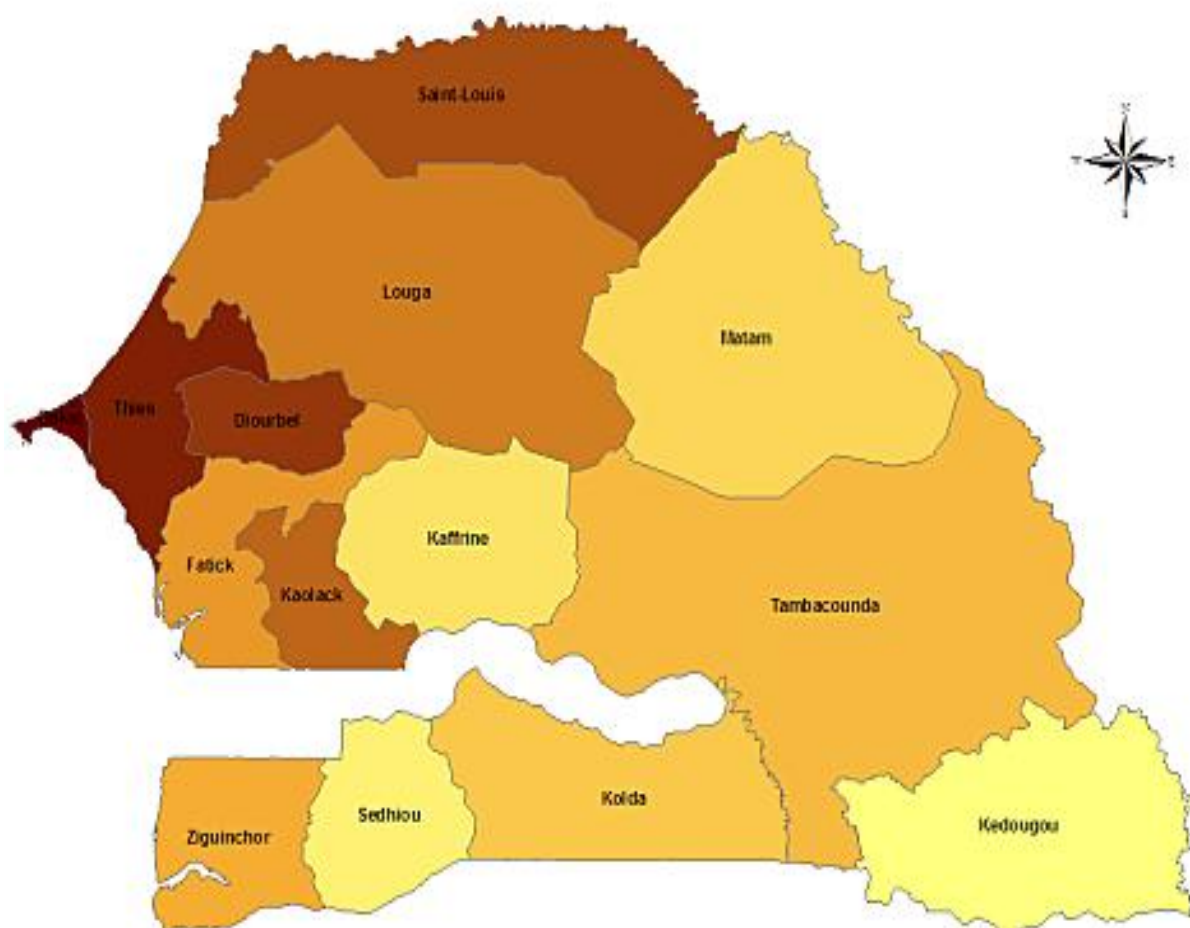 Saint-Louis
Louga
Matam
Thies
Diourbel
Kaffrine
Fatick
Kaolack
Tambacounda
Kolda
Sedhiou
Ziguinchor
Kedougou